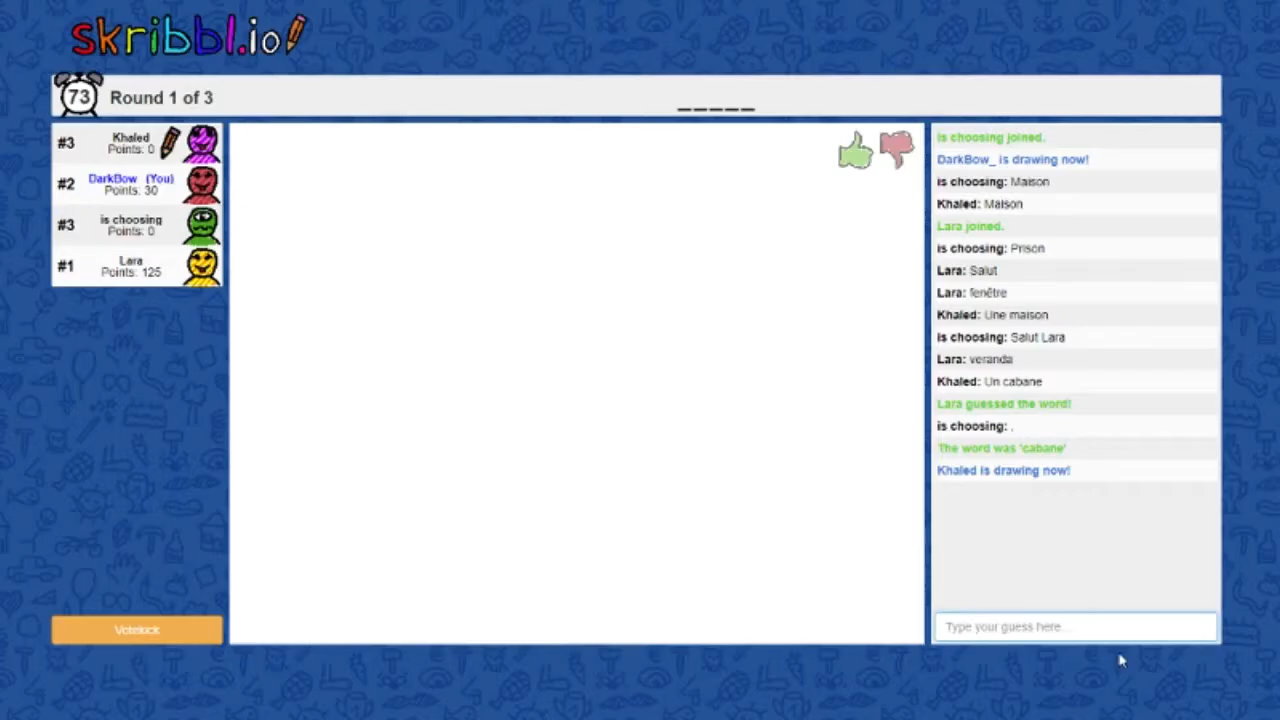 skribbl.io
73
Round 1 of 3
_____
#3 Khaled
Points: 0
#2 DarkBow_ (You)
Points: 30
#3 is choosing
Points: 0
#1 Lara
Points: 125
Votekick
is choosing joined.
DarkBow_ is drawing now!
is choosing: Maison
Khaled: Maison
Lara joined.
is choosing: Prison
Lara: Salut
Lara: fenêtre
Khaled: Une maison
is choosing: Salut Lara
Lara: veranda
Khaled: Un cabane
Lara guessed the word!
is choosing: .
The word was 'cabane'
Khaled is drawing now!
Type your guess here...